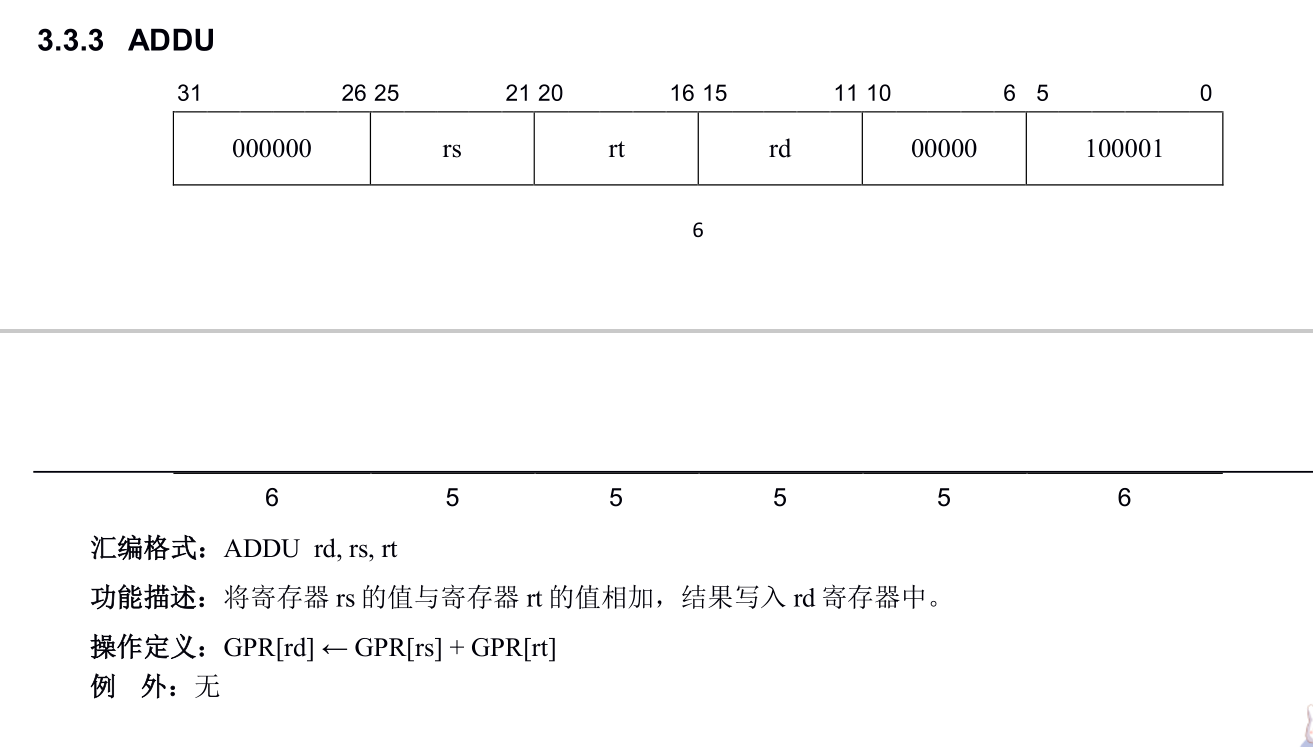 3.3.3 ADDU
31 26 25 21 20 16 15 11 10 6 5 0
000000 rs rt rd 00000 100001
6
6 5 5 5 5 6
汇编格式：ADDU rd, rs, rt
功能描述：将寄存器 rs 的值与寄存器 rt 的值相加，结果写入 rd 寄存器中。
操作定义：GPR[rd] ← GPR[rs] + GPR[rt]
例 外：无